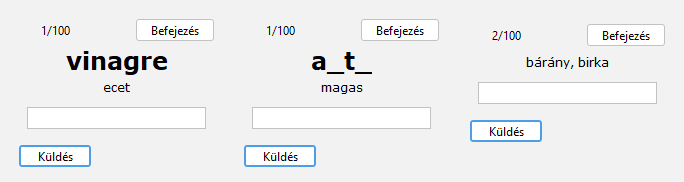 1/100 Befejezés
vinagre
ecet
Küldés
1/100 Befejezés
a_t_
magas
Küldés
2/100 Befejezés
bárány, birka
Küldés